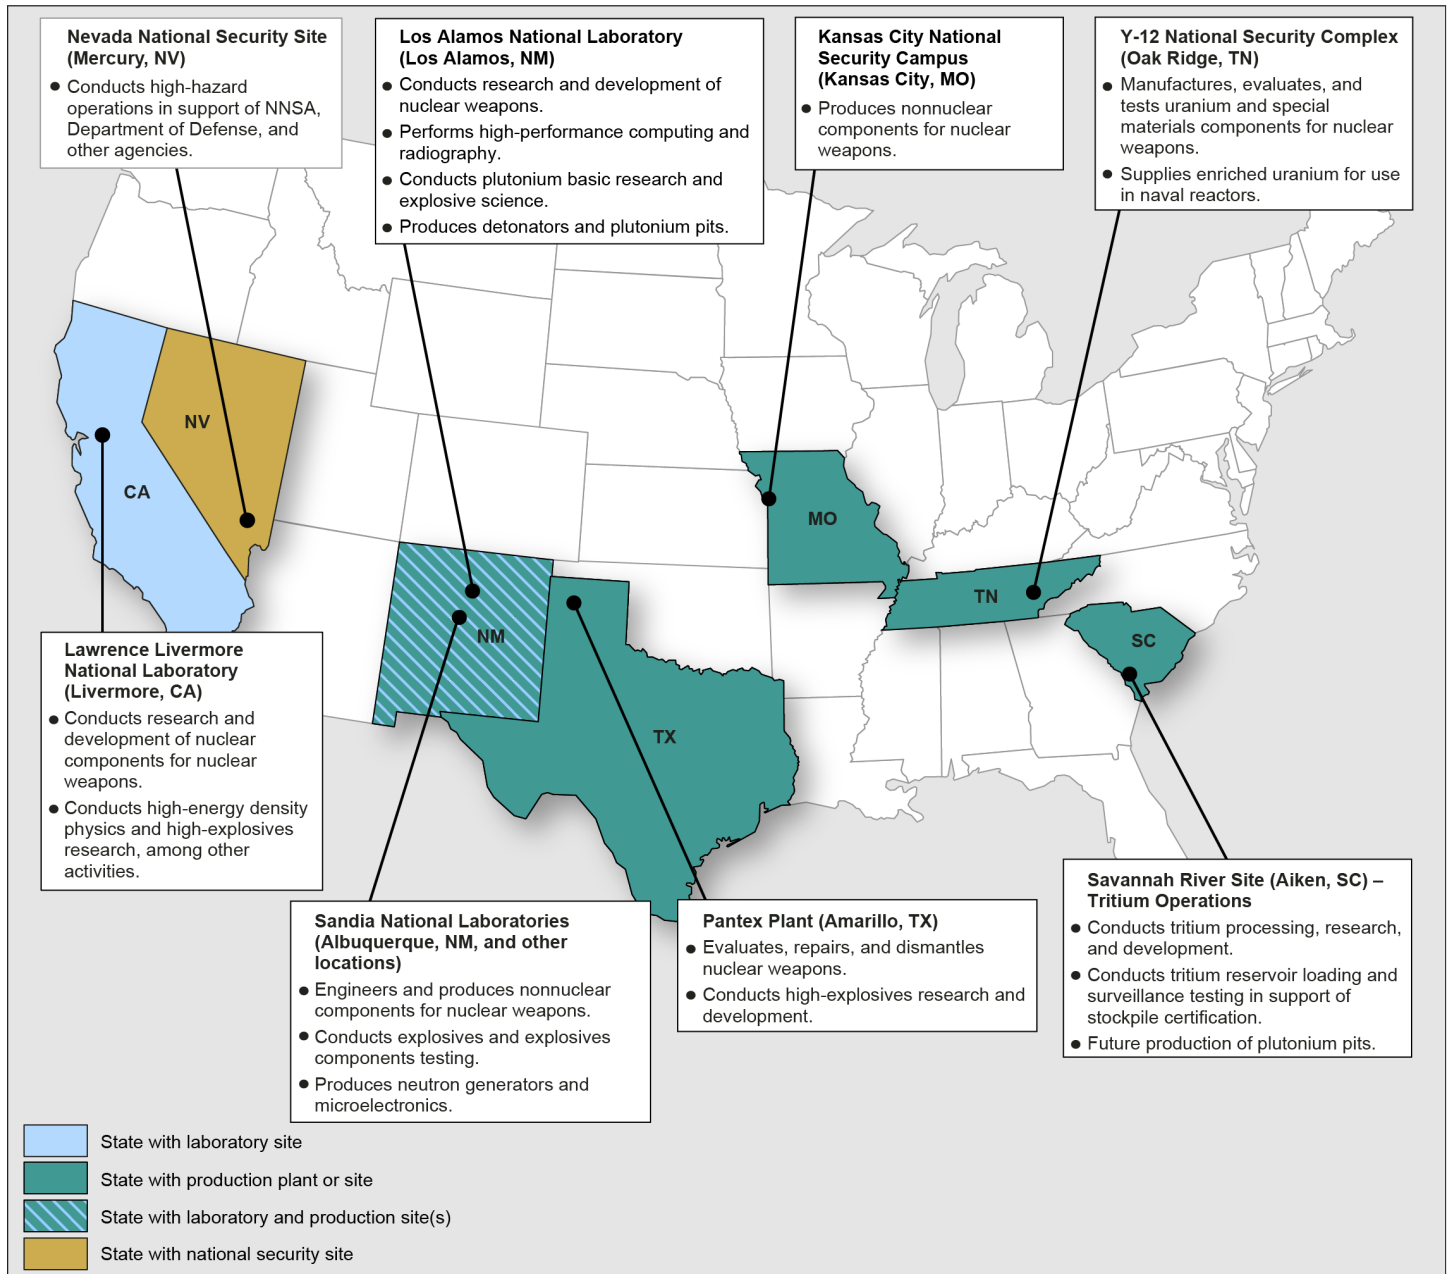 Nevada National Security Site
(Mercury, NV)
● Conducts high-hazard
operations in support of NNSA,
Department of Defense, and
other agencies.
Los Alamos National Laboratory
(Los Alamos, NM)
● Conducts research and development of
nuclear weapons.
● Performs high-performance computing and
radiography.
● Conducts plutonium basic research and
explosive science.
● Produces detonators and plutonium pits.
Kansas City National
Security Campus
(Kansas City, MO)
● Produces nonnuclear
components for nuclear
weapons.
Y-12 National Security Complex
(Oak Ridge, TN)
● Manufactures, evaluates, and
tests uranium and special
materials components for nuclear
weapons.
● Supplies enriched uranium for use
in naval reactors.
NV
CA
MO
TN
NM
SC
TX
Lawrence Livermore
National Laboratory
(Livermore, CA)
● Conducts research and
development of nuclear
components for nuclear
weapons.
● Conducts high-energy density
physics and high-explosives
research, among other
activities.
Sandia National Laboratories
(Albuquerque, NM, and other
locations)
● Engineers and produces nonnuclear
components for nuclear weapons.
● Conducts explosives and explosives
components testing.
● Produces neutron generators and
microelectronics.
Pantex Plant (Amarillo, TX)
● Evaluates, repairs, and dismantles
nuclear weapons.
● Conducts high-explosives research and
development.
Savannah River Site (Aiken, SC) –
Tritium Operations
● Conducts tritium processing, research,
and development.
● Conducts tritium reservoir loading and
surveillance testing in support of
stockpile certification.
● Future production of plutonium pits.
State with laboratory site
State with production plant or site
State with laboratory and production site(s)
State with national security site